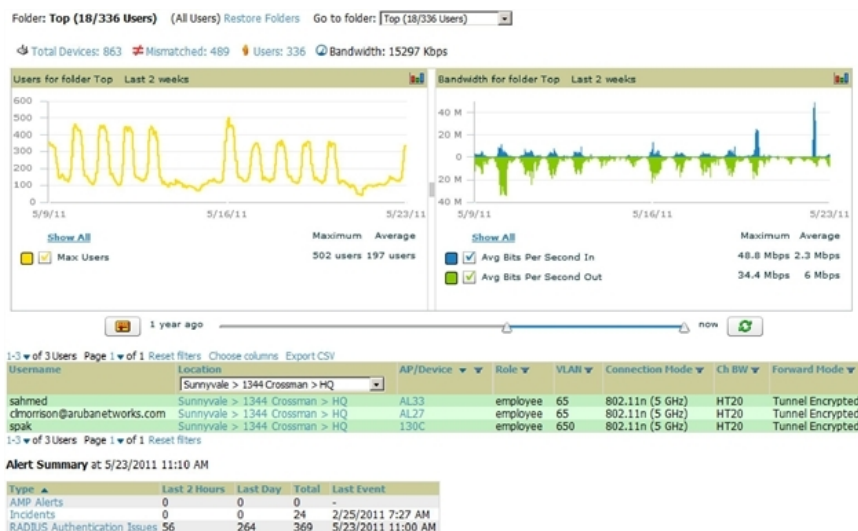 Folder: Top (18/336 Users) (All Users) Restore Folders Go to folder: Top (18/336 Users)
Total Devices: 863 Mismatched: 489 Users: 336 Bandwidth: 15297 Kbps
Users for folder Top Last 2 weeks
600
500
400
300
200
100
0
5/9/11 5/16/11 5/23/11
Show All Maximum Average
Max Users 502 users 197 users
Bandwidth for folder Top Last 2 weeks
40 M
20 M
0
20 M
40 M
5/9/11 5/16/11 5/23/11
Show All Maximum Average
Avg Bits Per Second In 48.8 Mbps 2.3 Mbps
Avg Bits Per Second Out 34.4 Mbps 6 Mbps
1 year ago now
1-3 of 3 Users Page 1 of 1 Reset filters Choose columns Export CSV
Username Location AP/Device Role VLAN Connection Mode Ch BW Forward Mode
Sunnyvale > 1344 Crossman > HQ
sahmed Sunnyvale > 1344 Crossman > HQ AL33 employee 65 802.11n (5 GHz) HT20 Tunnel Encrypted
clmorrison@arubanetworks.com Sunnyvale > 1344 Crossman > HQ AL27 employee 65 802.11n (5 GHz) HT20 Tunnel Encrypted
spak Sunnyvale > 1344 Crossman > HQ 130C employee 650 802.11n (5 GHz) HT20 Tunnel Encrypted
1-3 of 3 Users Page 1 of 1 Reset filters
Alert Summary at 5/23/2011 11:10 AM
Type Last 2 Hours Last Day Total Last Event
AMP Alerts 0 0 0 -
Incidents 0 0 24 2/25/2011 7:27 AM
RADIUS Authentication Issues 56 264 369 5/23/2011 11:00 AM